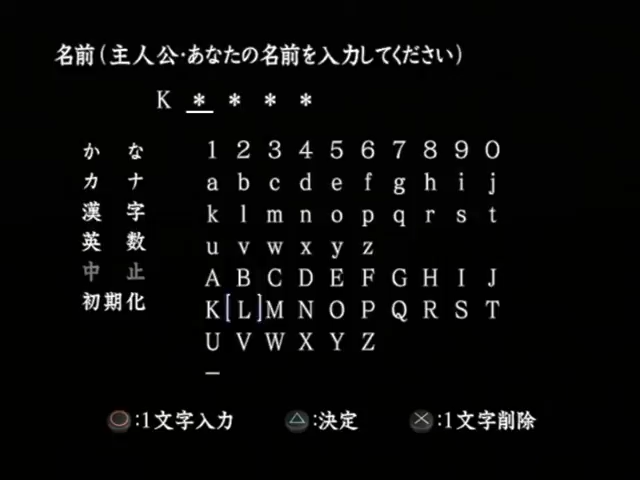 名前(主人公・あなたの名前を入力してください)
K * * * *
かな 1 2 3 4 5 6 7 8 9 0
カナ a b c d e f g h i j
漢字 k l m n o p q r s t
英数 u v w x y z
中止 A B C D E F G H I J
初期化 K [L] M N O P Q R S T
U V W X Y Z
_
○:1文字入力 △:決定 ×:1文字削除